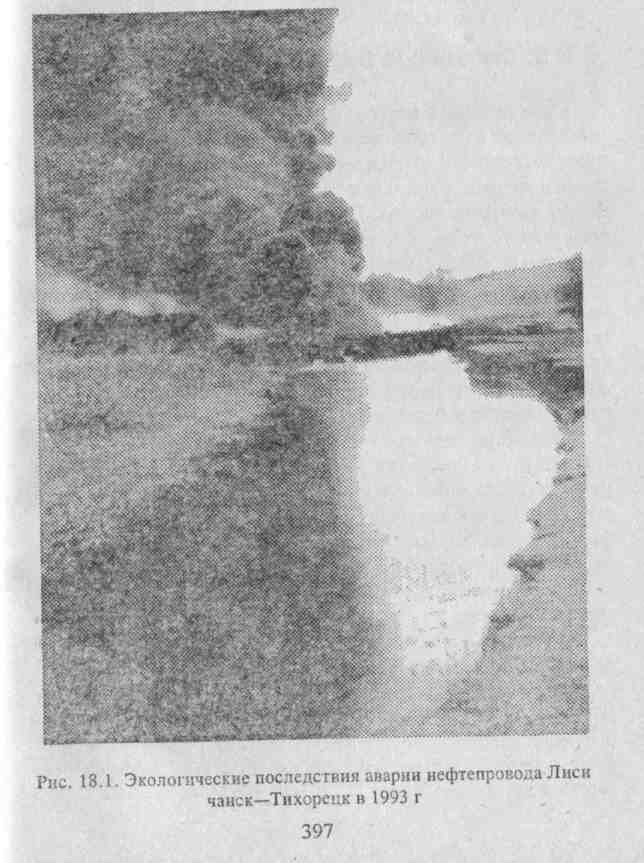 Рис. 18.1. Экологические последствия аварии нефтепровода Лиси
чанск—Тихорецк в 1993 г
397